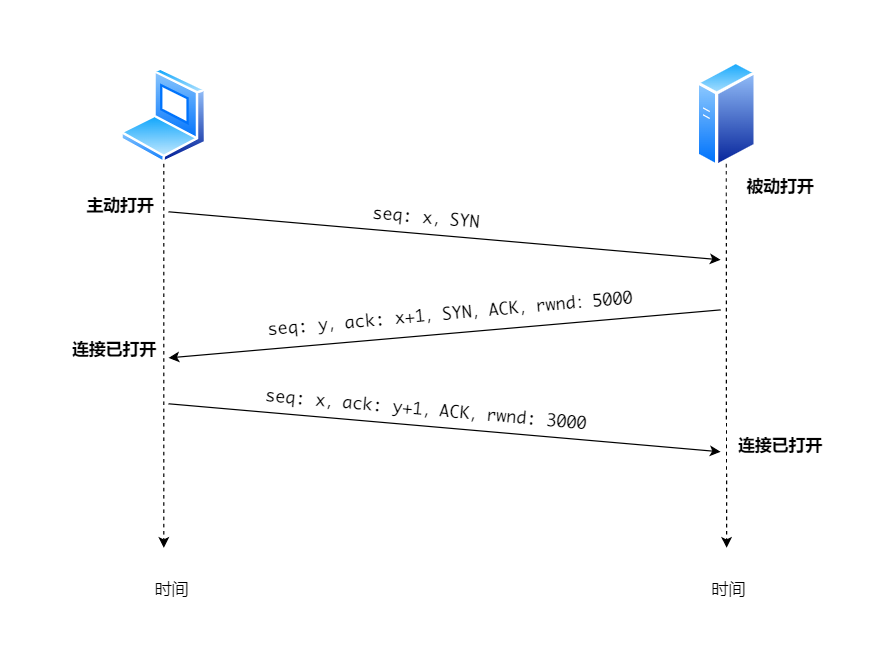 被动打开
主动打开
seq: x, SYN
seq: y, ack: x+1, SYN, ACK, rwnd: 5000
连接已打开
seq: x, ack: y+1, ACK, rwnd: 3000
连接已打开
时间
时间